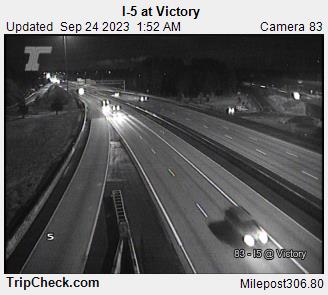 I-5 at Victory
Updated Sep 24 2023 1:52 AM Camera 83
S
83 - I5 @ Victory
TripCheck.com Milepost306.80